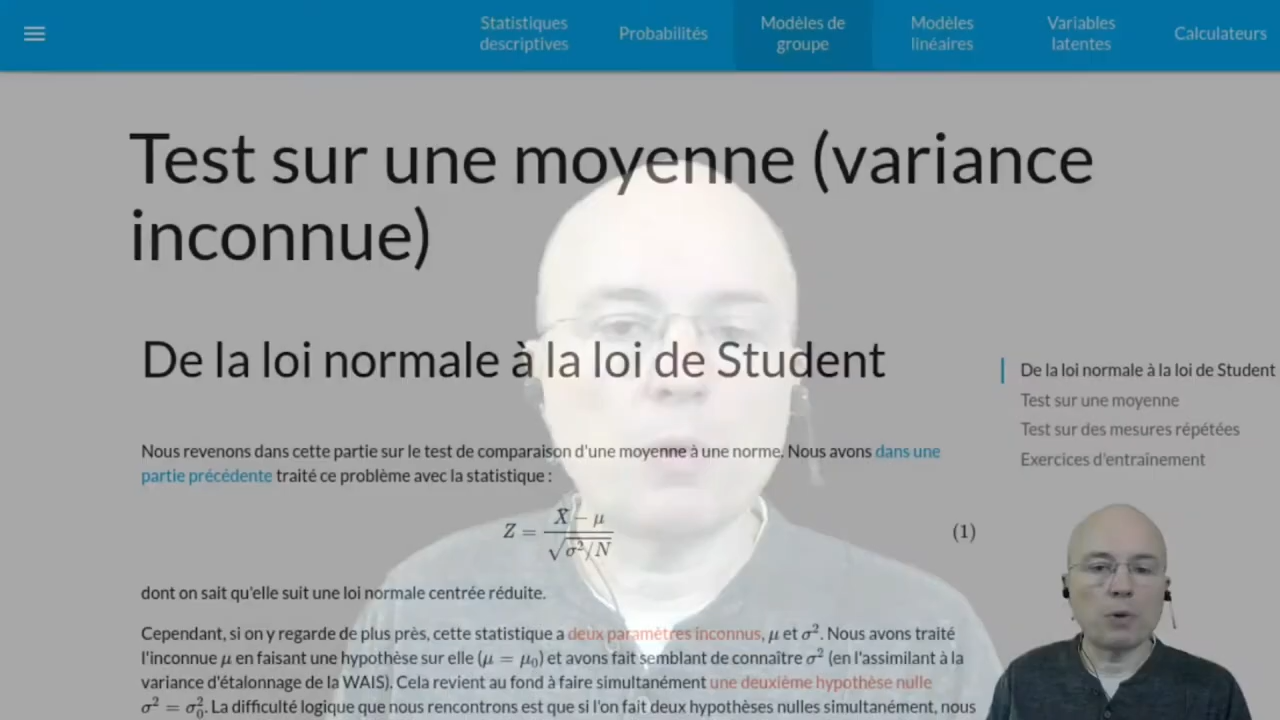 Statistiques
descriptives
Probabilités
Modèles de
groupe
Modèles
linéaires
Variables
latentes
Calculateurs
Test sur une moyenne (variance
inconnue)
De la loi normale à la loi de Student
De la loi normale à la loi de Student
Test sur une moyenne
Test sur des mesures répétées
Exercices d'entraînement
Nous revenons dans cette partie sur le test de comparaison d'une moyenne à une norme. Nous avons dans une
partie précédente traité ce problème avec la statistique :
Z = (X̄ − μ) / √(σ²/N) (1)
dont on sait qu'elle suit une loi normale centrée réduite.
Cependant, si on y regarde de plus près, cette statistique a deux paramètres inconnus, μ et σ². Nous avons traité
l'inconnue μ en faisant une hypothèse sur elle (μ = μ₀) et avons fait semblant de connaître σ² (en l'assimilant à la
variance d'étalonnage de la WAIS). Cela revient au fond à faire simultanément une deuxième hypothèse nulle
σ² = σ₀². La difficulté logique que nous rencontrons est que si l'on fait deux hypothèses nulles simultanément, nous